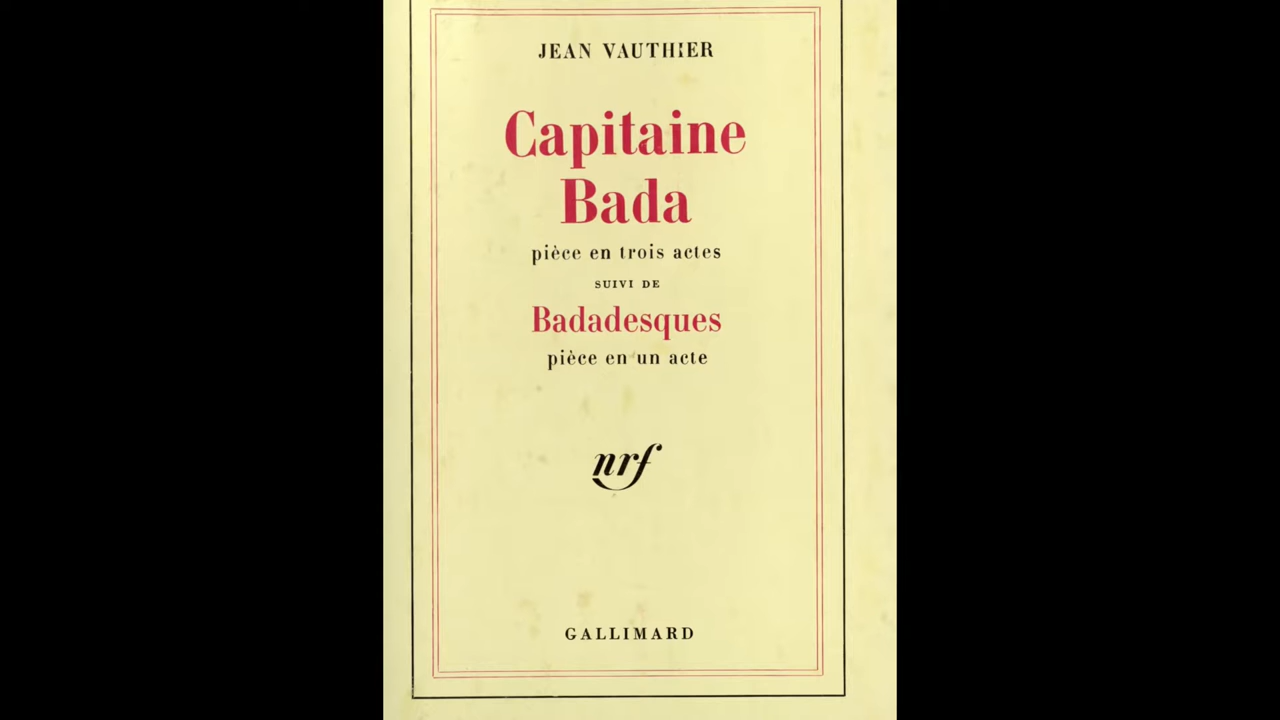 JEAN VAUTHIER
Capitaine
Bada
pièce en trois actes
SUIVI DE
Badadesques
pièce en un acte
nrf
GALLIMARD